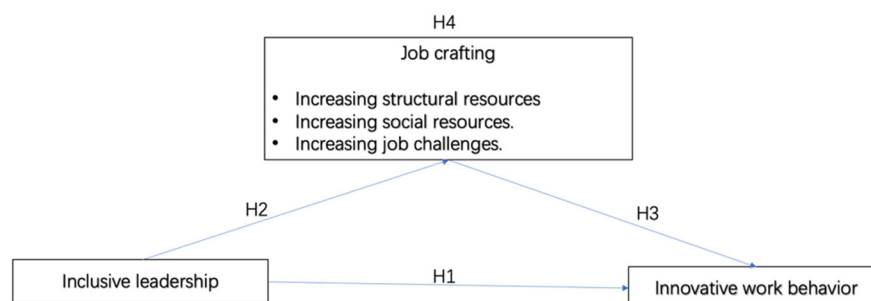 H4
Job crafting
• Increasing structural resources
• Increasing social resources.
• Increasing job challenges.
H2
H3
Inclusive leadership
H1
Innovative work behavior